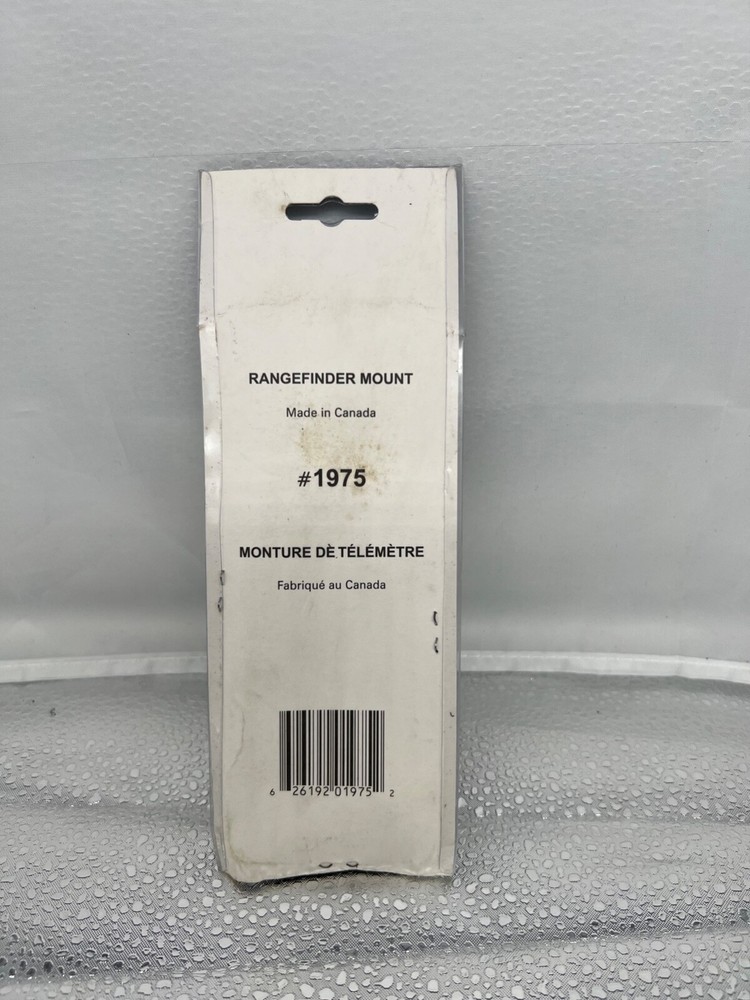 RANGEFINDER MOUNT
Made in Canada
#1975
MONTURE DÈ TÉLÉMÈTRE
Fabriqué au Canada
6 26192 01975 2